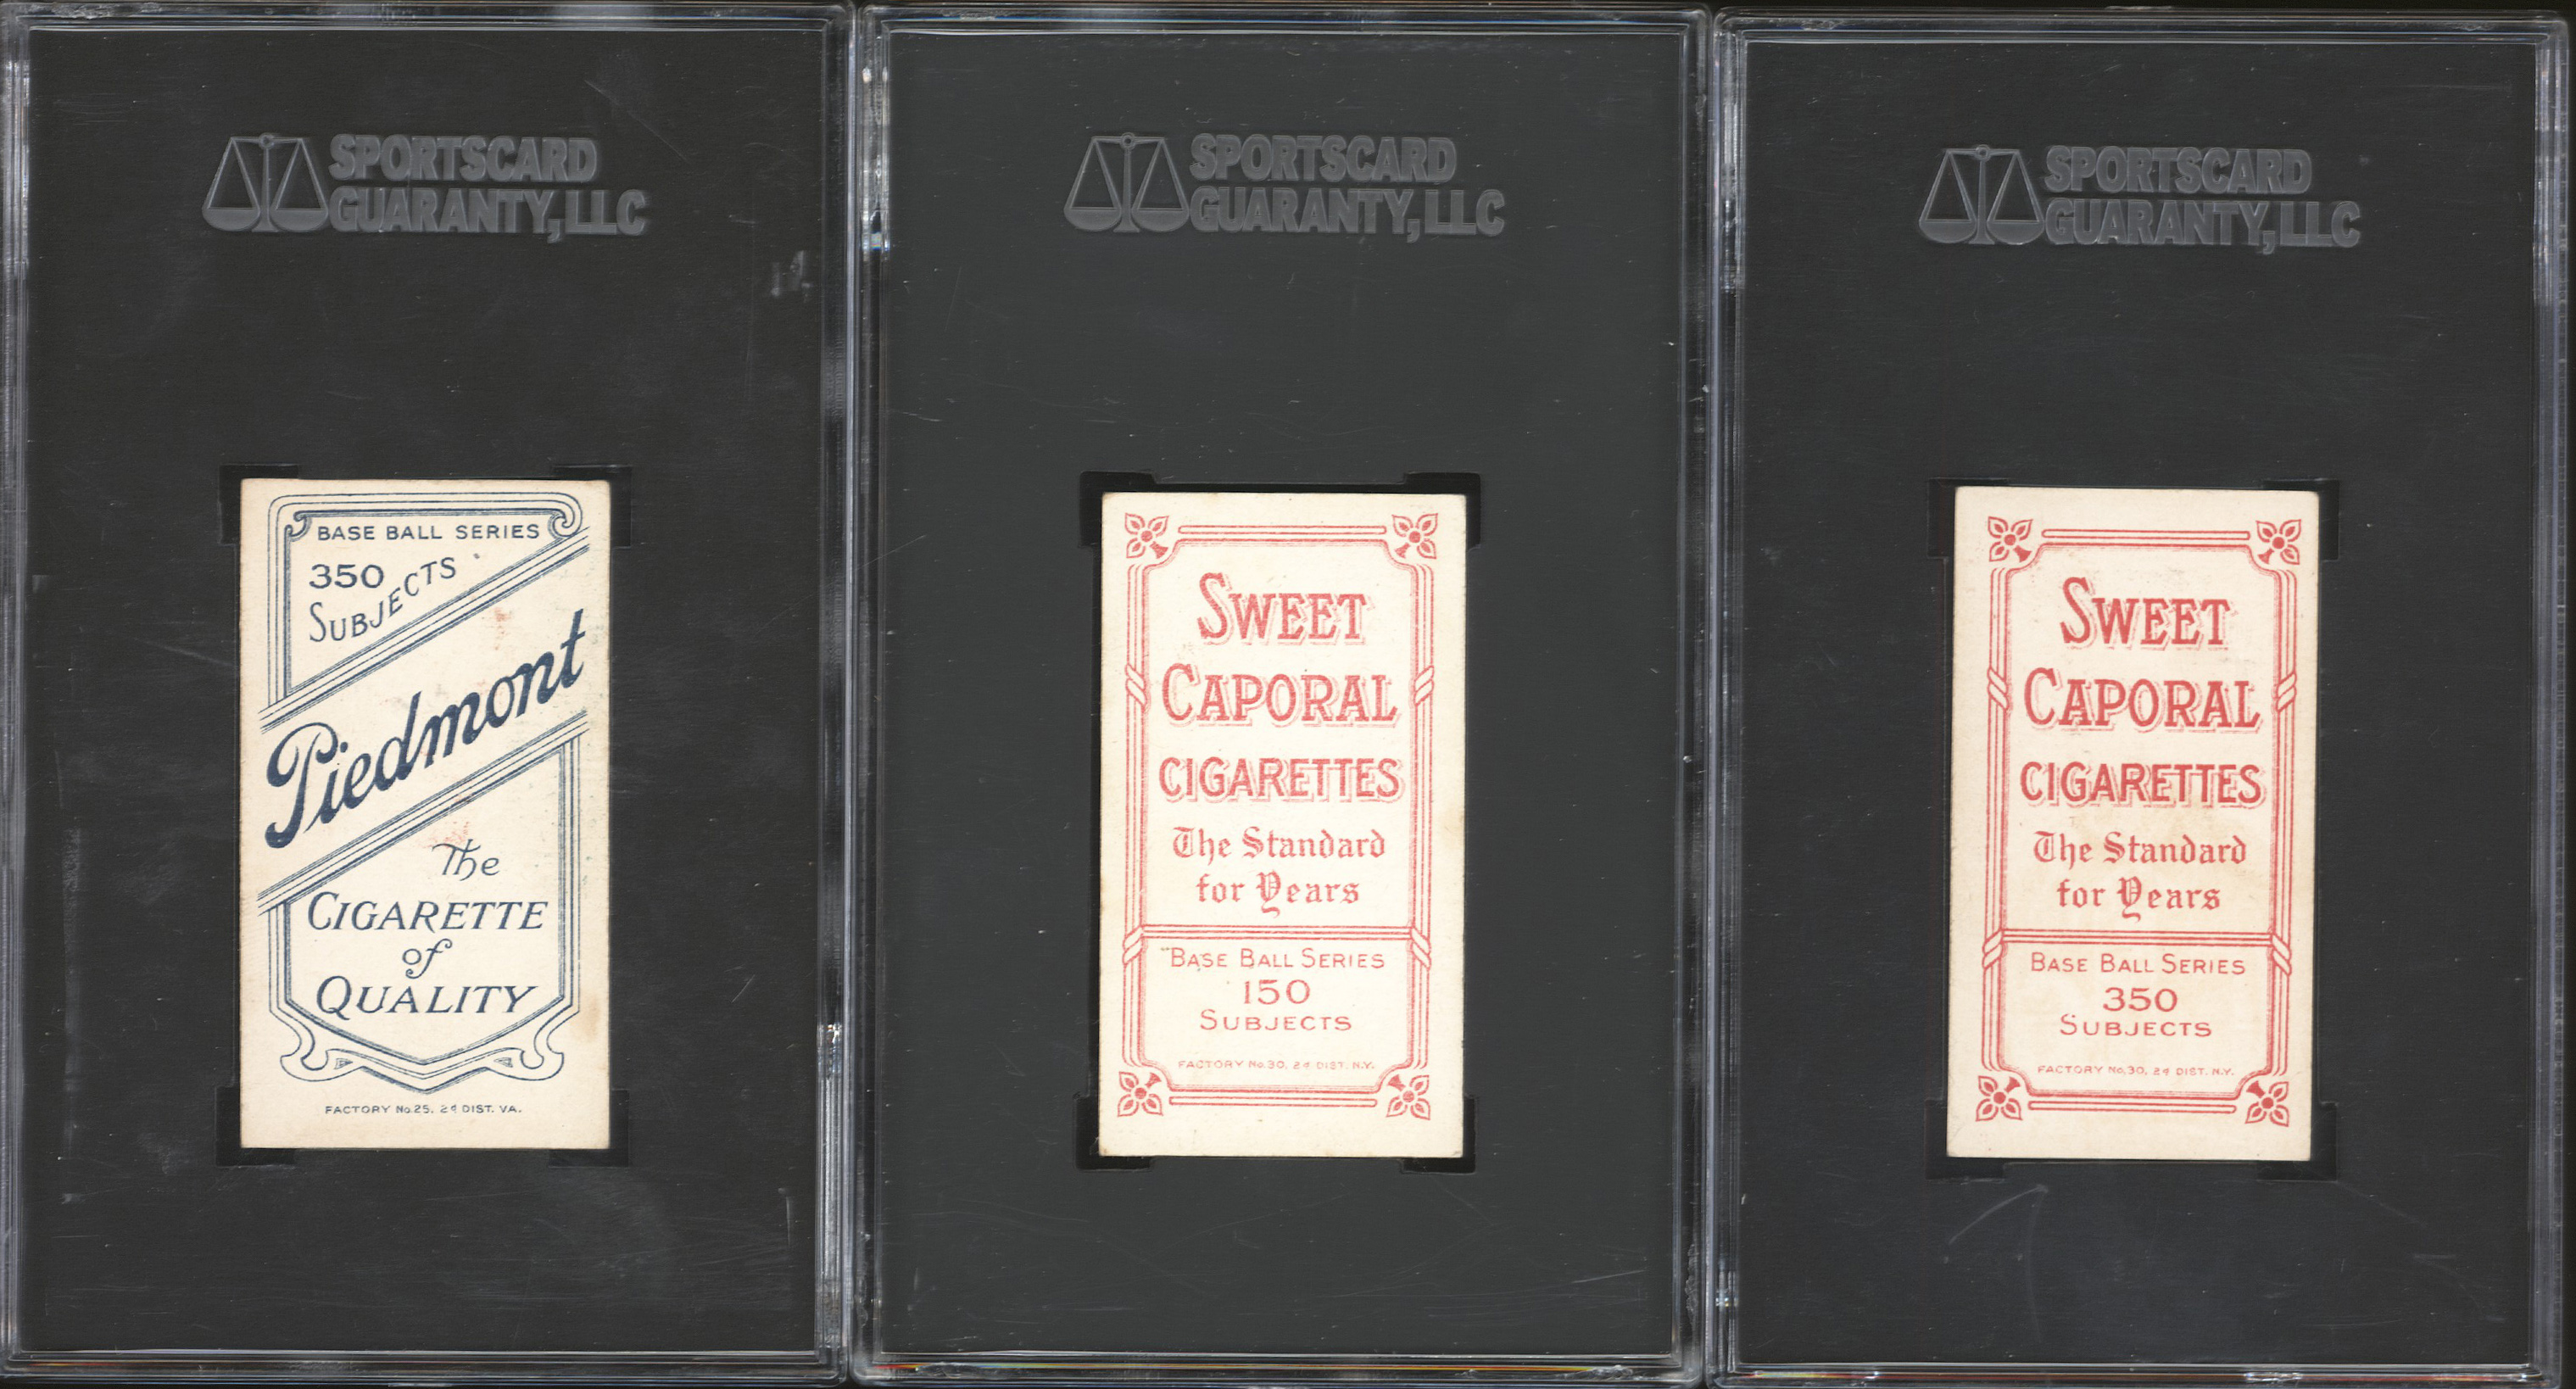 SPORTSCARD
GUARANTY, LLC
BASE BALL SERIES
350
SUBJECTS
Piedmont
The
CIGARETTE
of
QUALITY
FACTORY No. 25, 2d DIST. VA.
SPORTSCARD
GUARANTY, LLC
SWEET
CAPORAL
CIGARETTES
The Standard
for Years
BASE BALL SERIES
150
SUBJECTS
FACTORY No. 30, 2d DIST. N.Y.
SPORTSCARD
GUARANTY, LLC
SWEET
CAPORAL
CIGARETTES
The Standard
for Years
BASE BALL SERIES
350
SUBJECTS
FACTORY No. 30, 2d DIST. N.Y.